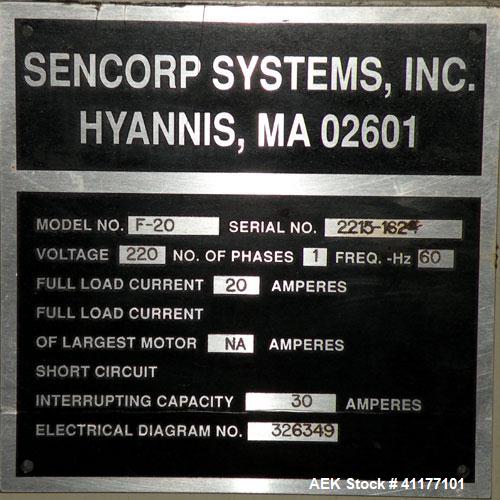 SENCORP SYSTEMS, INC.
HYANNIS, MA 02601
MODEL NO. F-20 SERIAL NO. 2215-1624
VOLTAGE 220 NO. OF PHASES 1 FREQ. -Hz 60
FULL LOAD CURRENT 20 AMPERES
FULL LOAD CURRENT
OF LARGEST MOTOR NA AMPERES
SHORT CIRCUIT
INTERRUPTING CAPACITY 30 AMPERES
ELECTRICAL DIAGRAM NO. 326349
AEK Stock # 41177101